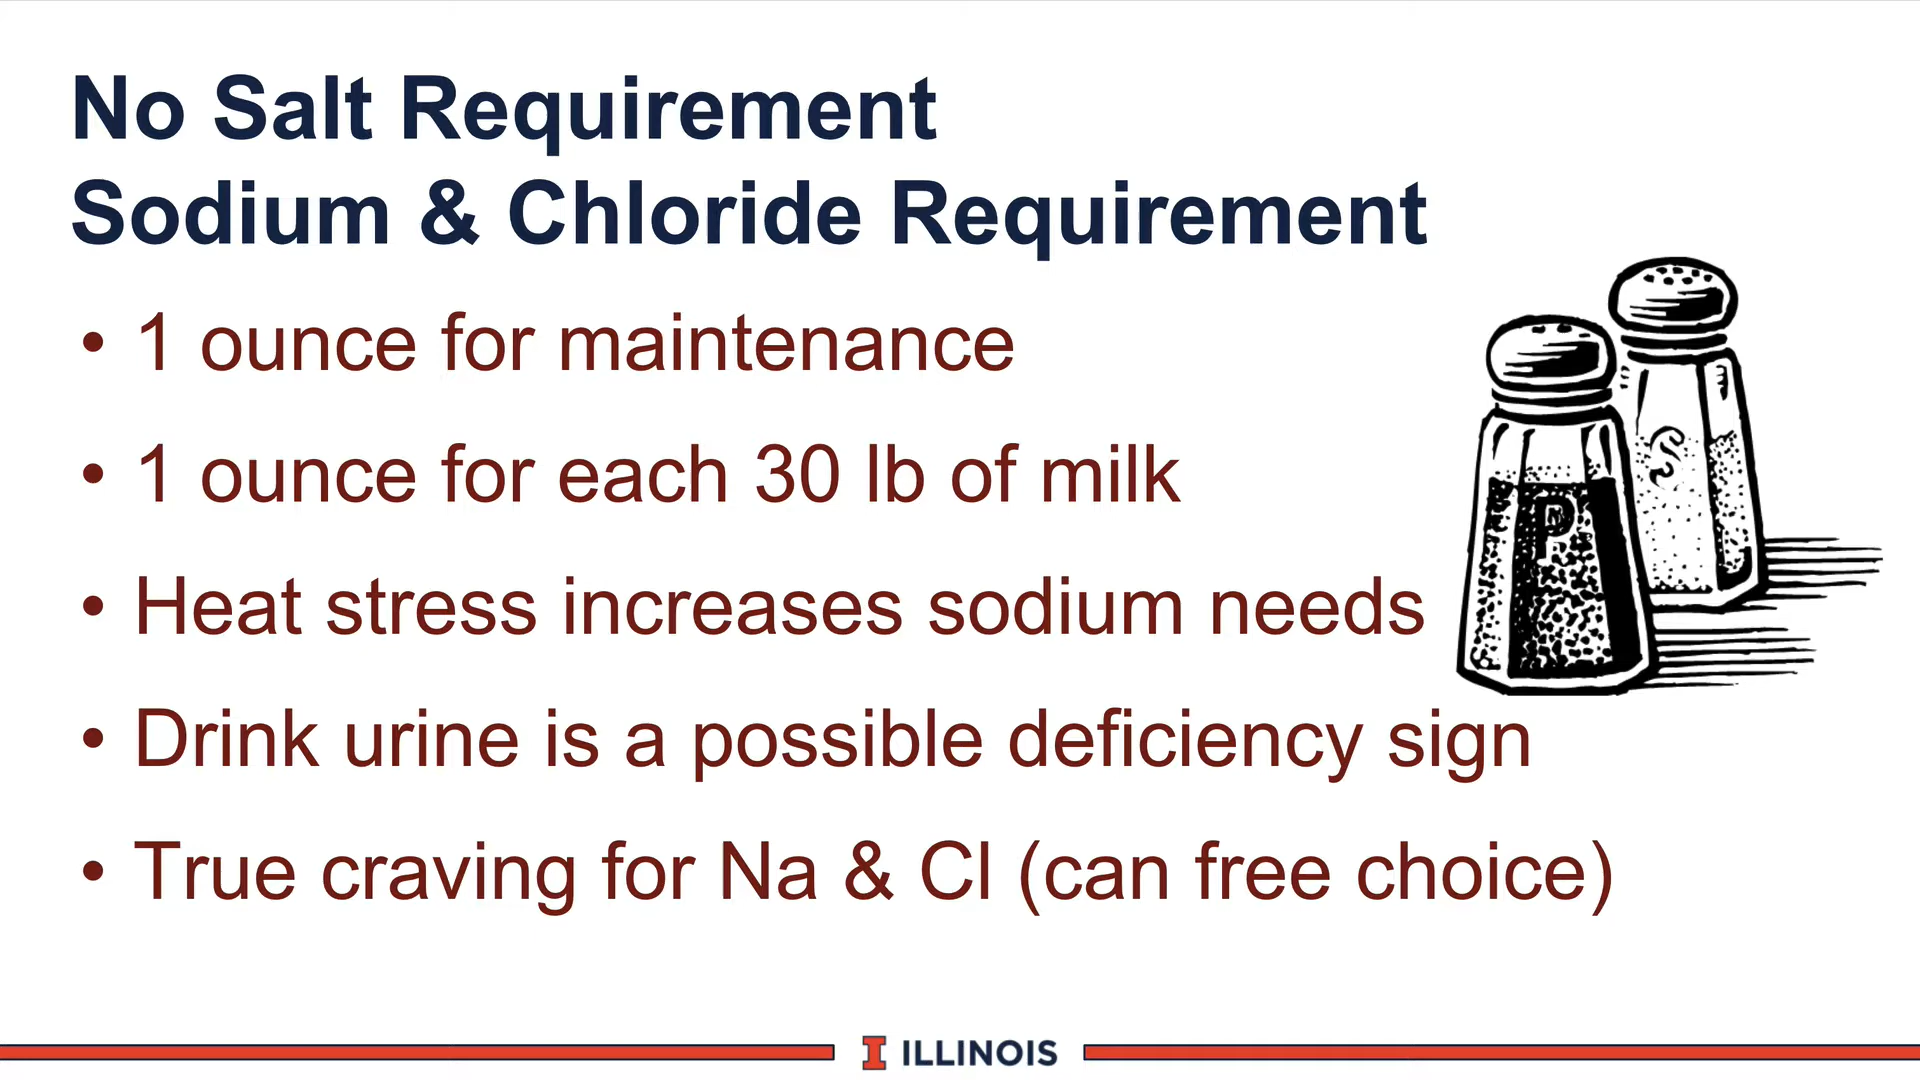 No Salt Requirement
Sodium & Chloride Requirement
• 1 ounce for maintenance
• 1 ounce for each 30 lb of milk
• Heat stress increases sodium needs
• Drink urine is a possible deficiency sign
• True craving for Na & Cl (can free choice)
S
P
I ILLINOIS